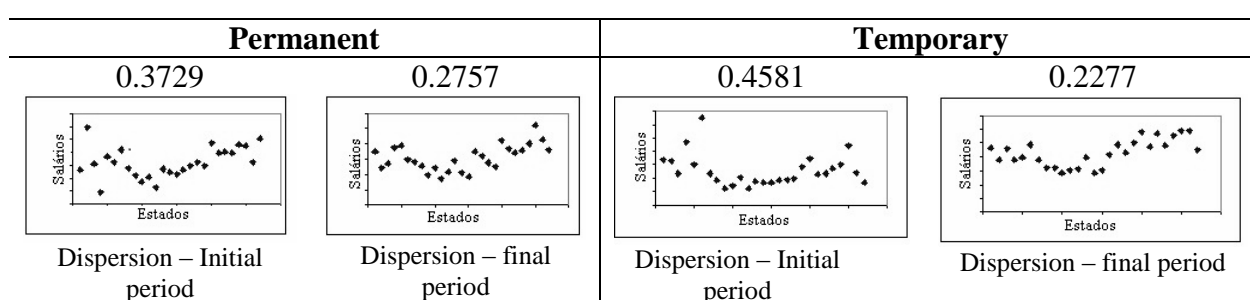 Permanent Temporary
0.3729 0.2757 0.4581 0.2277
Salários Salários Salários Salários
Estados Estados Estados Estados
Dispersion – Initial Dispersion – final Dispersion – Initial Dispersion – final period
period period period